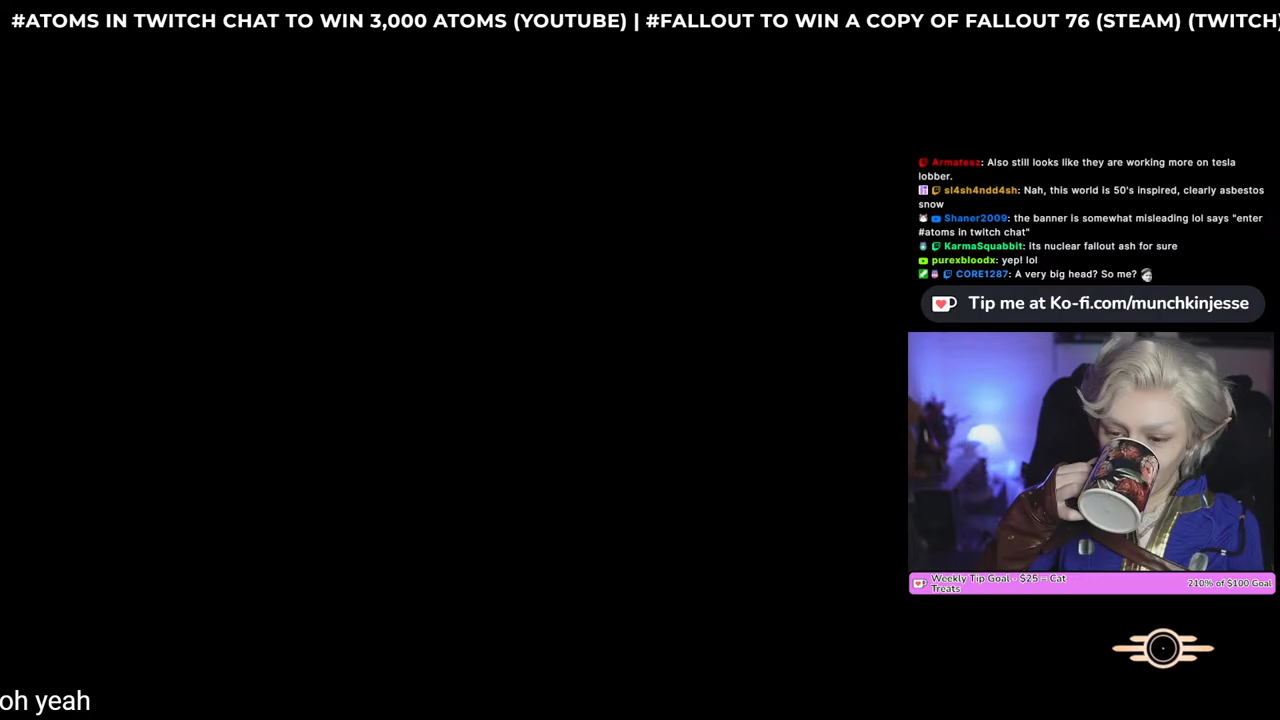 #ATOMS IN TWITCH CHAT TO WIN 3,000 ATOMS (YOUTUBE) | #FALLOUT TO WIN A COPY OF FALLOUT 76 (STEAM) (TWITCH)
Armatesz: Also still looks like they are working more on tesla
lobber.
sl4sh4ndd4sh: Nah, this world is 50's inspired, clearly asbestos
snow
Shaner2009: the banner is somewhat misleading lol says "enter
#atoms in twitch chat"
KarmaSquabbit: its nuclear fallout ash for sure
purexbloodx: yep! lol
CORE1287: A very big head? So me?
Tip me at Ko-fi.com/munchkinjesse
Weekly Tip Goal - $25 = Cat
Treats
210% of $100 Goal
oh yeah